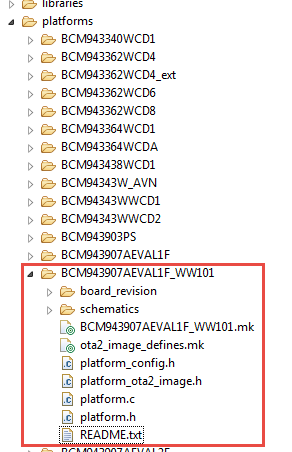 libraries
platforms
BCM943340WCD1
BCM943362WCD4
BCM943362WCD4_ext
BCM943362WCD6
BCM943362WCD8
BCM943364WCD1
BCM943364WCDA
BCM943438WCD1
BCM94343W_AVN
BCM94343WWCD1
BCM94343WWCD2
BCM943903PS
BCM943907AEVAL1F
BCM943907AEVAL1F_WW101
board_revision
schematics
BCM943907AEVAL1F_WW101.mk
ota2_image_defines.mk
platform_config.h
platform_ota2_image.h
platform.c
platform.h
README.txt
BCM943907AEVAL2F